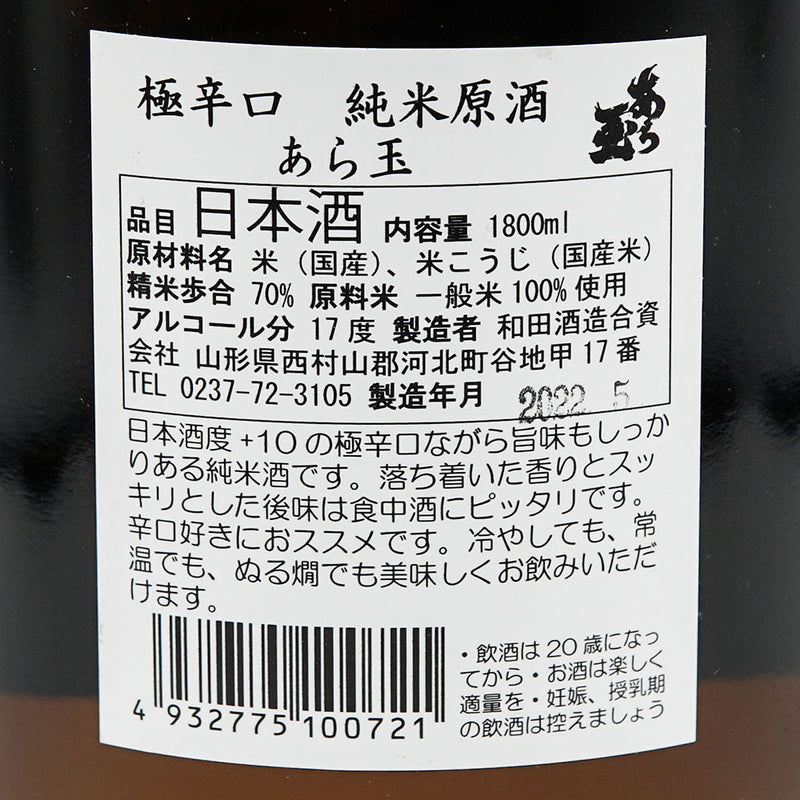 極辛口　純米原酒
あら玉
あら玉
品目 日本酒 内容量 1800ml
原材料名 米（国産）、米こうじ（国産米）
精米歩合 70% 原料米 一般米100%使用
アルコール分 17度 製造者 和田酒造合資
会社 山形県西村山郡河北町谷地甲17番
TEL 0237-72-3105 製造年月 2022. 5
日本酒度+10の極辛口ながら旨味もしっか
りある純米酒です。落ち着いた香りとスッ
キリとした後味は食中酒にピッタリです。
辛口好きにおススメです。冷やしても、常
温でも、ぬる燗でも美味しくお飲みいただ
けます。
・飲酒は20歳になっ
てから・お酒は楽しく
適量を・妊娠、授乳期
の飲酒は控えましょう
4 932775 100721